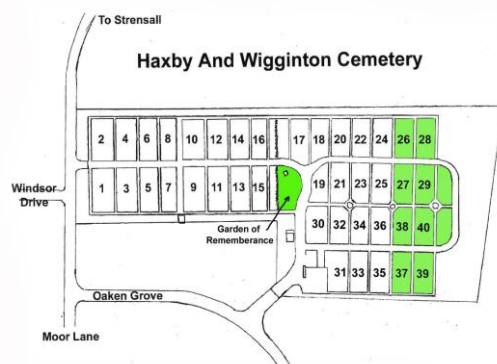 To Strensall
Haxby And Wigginton Cemetery
2 4 6 8 10 12 14 16 17 18 20 22 24 26 28
Windsor
Drive
1 3 5 7 9 11 13 15 19 21 23 25 27 29
Garden of
Rememberance
30 32 34 36 38 40
31 33 35 37 39
Oaken Grove
Moor Lane